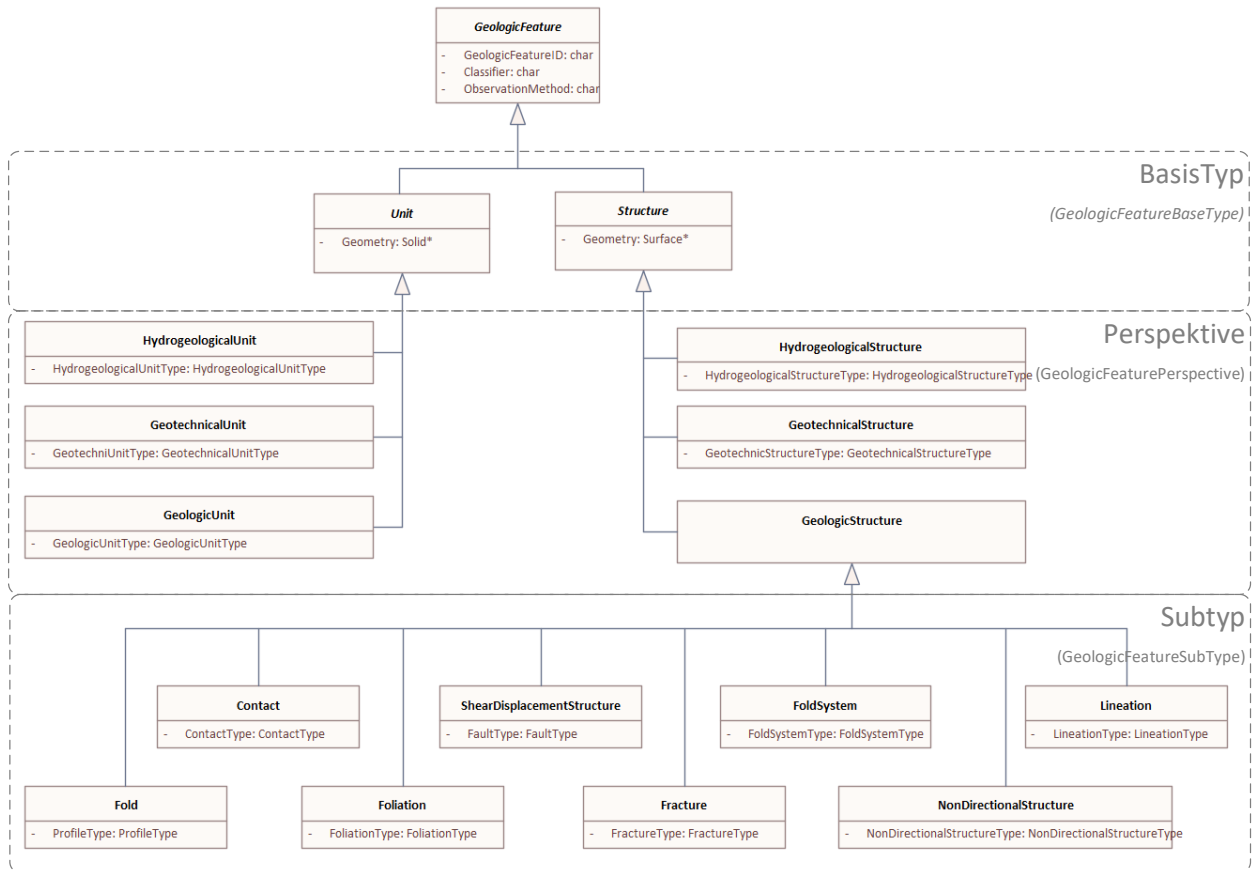 GeologicFeature
- GeologicFeatureID: char
- Classifier: char
- ObservationMethod: char
BasisTyp
(GeologicFeatureBaseType)
Unit
- Geometry: Solid*
Structure
- Geometry: Surface*
Perspektive
(GeologicFeaturePerspective)
HydrogeologicalUnit
- HydrogeologicalUnitType: HydrogeologicalUnitType
HydrogeologicalStructure
- HydrogeologicalStructureType: HydrogeologicalStructureType
GeotechnicalUnit
- GeotechniUnitType: GeotechnicalUnitType
GeotechnicalStructure
- GeotechnicStructureType: GeotechnicalStructureType
GeologicUnit
- GeologicUnitType: GeologicUnitType
GeologicStructure
Subtyp
(GeologicFeatureSubType)
Contact
- ContactType: ContactType
ShearDisplacementStructure
- FaultType: FaultType
FoldSystem
- FoldSystemType: FoldSystemType
Lineation
- LineationType: LineationType
Fold
- ProfileType: ProfileType
Foliation
- FoliationType: FoliationType
Fracture
- FractureType: FractureType
NonDirectionalStructure
- NonDirectionalStructureType: NonDirectionalStructureType